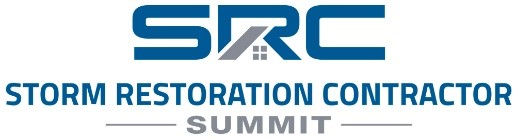 SRC
STORM RESTORATION CONTRACTOR
SUMMIT